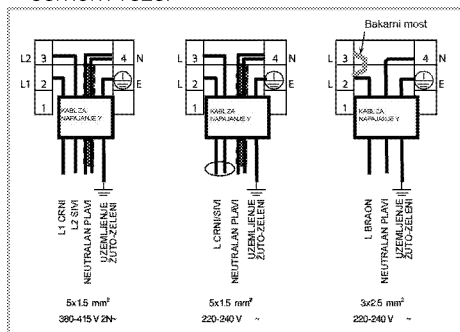 Bakarni most
L2 3 4 N
L1 2 E
1
KABL ZA
NAPAJANJE Y
L1 CRNI
L2 SIVI
NEUTRALAN PLAVI
UZEMLJENJE
ŽUTO-ZELENI
5x1.5 mm²
380-415 V 2N~
L 3 4 N
L 2 E
1
KABL ZA
NAPAJANJE Y
L CRNI/SIVI
NEUTRALAN PLAVI
UZEMLJENJE
ŽUTO-ZELENI
5x1.5 mm²
220-240 V ~
L 3 4 N
L 2 E
1
KABL ZA
NAPAJANJE Y
L BRAON
NEUTRALAN PLAVI
UZEMLJENJE
ŽUTO-ZELENI
3x2.5 mm²
220-240 V ~